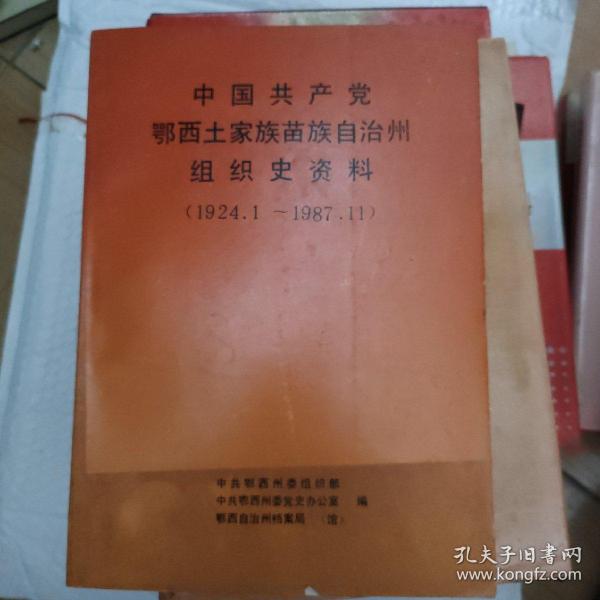 中国共产党
鄂西土家族苗族自治州
组织史资料
（1924.1～1987.11）
中共鄂西州委组织部
中共鄂西州委党史办公室 编
鄂西自治州档案局（馆）
孔夫子旧书网
www.kongfz.com